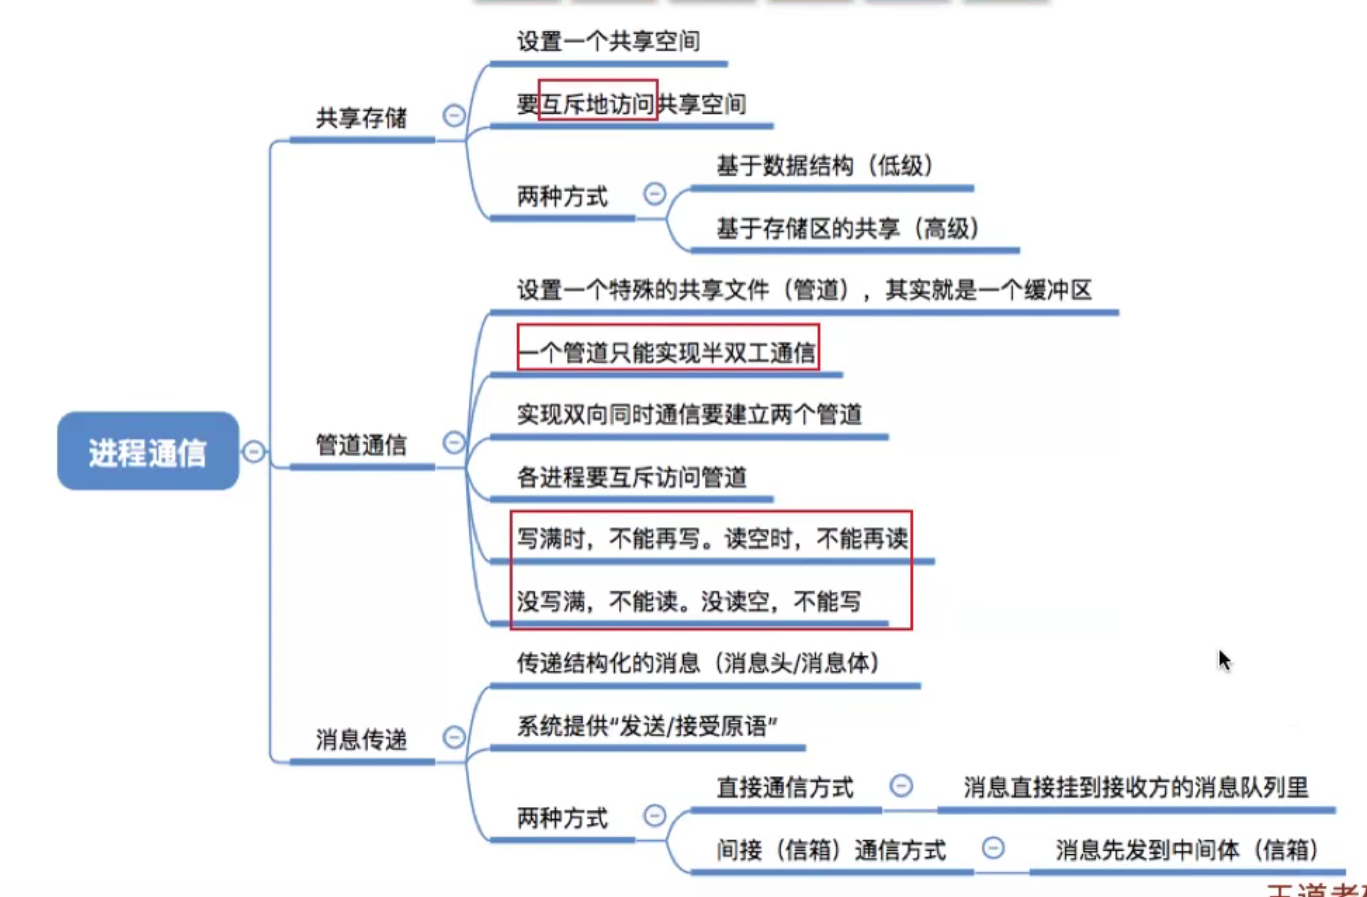 设置一个共享空间
要互斥地访问共享空间
共享存储
基于数据结构（低级）
两种方式
基于存储区的共享（高级）
设置一个特殊的共享文件（管道），其实就是一个缓冲区
一个管道只能实现半双工通信
实现双向同时通信要建立两个管道
管道通信
进程通信
各进程要互斥访问管道
写满时，不能再写。读空时，不能再读
没写满，不能读。没读空，不能写
传递结构化的消息（消息头/消息体）
系统提供“发送/接受原语”
消息传递
直接通信方式
消息直接挂到接收方的消息队列里
两种方式
间接（信箱）通信方式
消息先发到中间体（信箱）